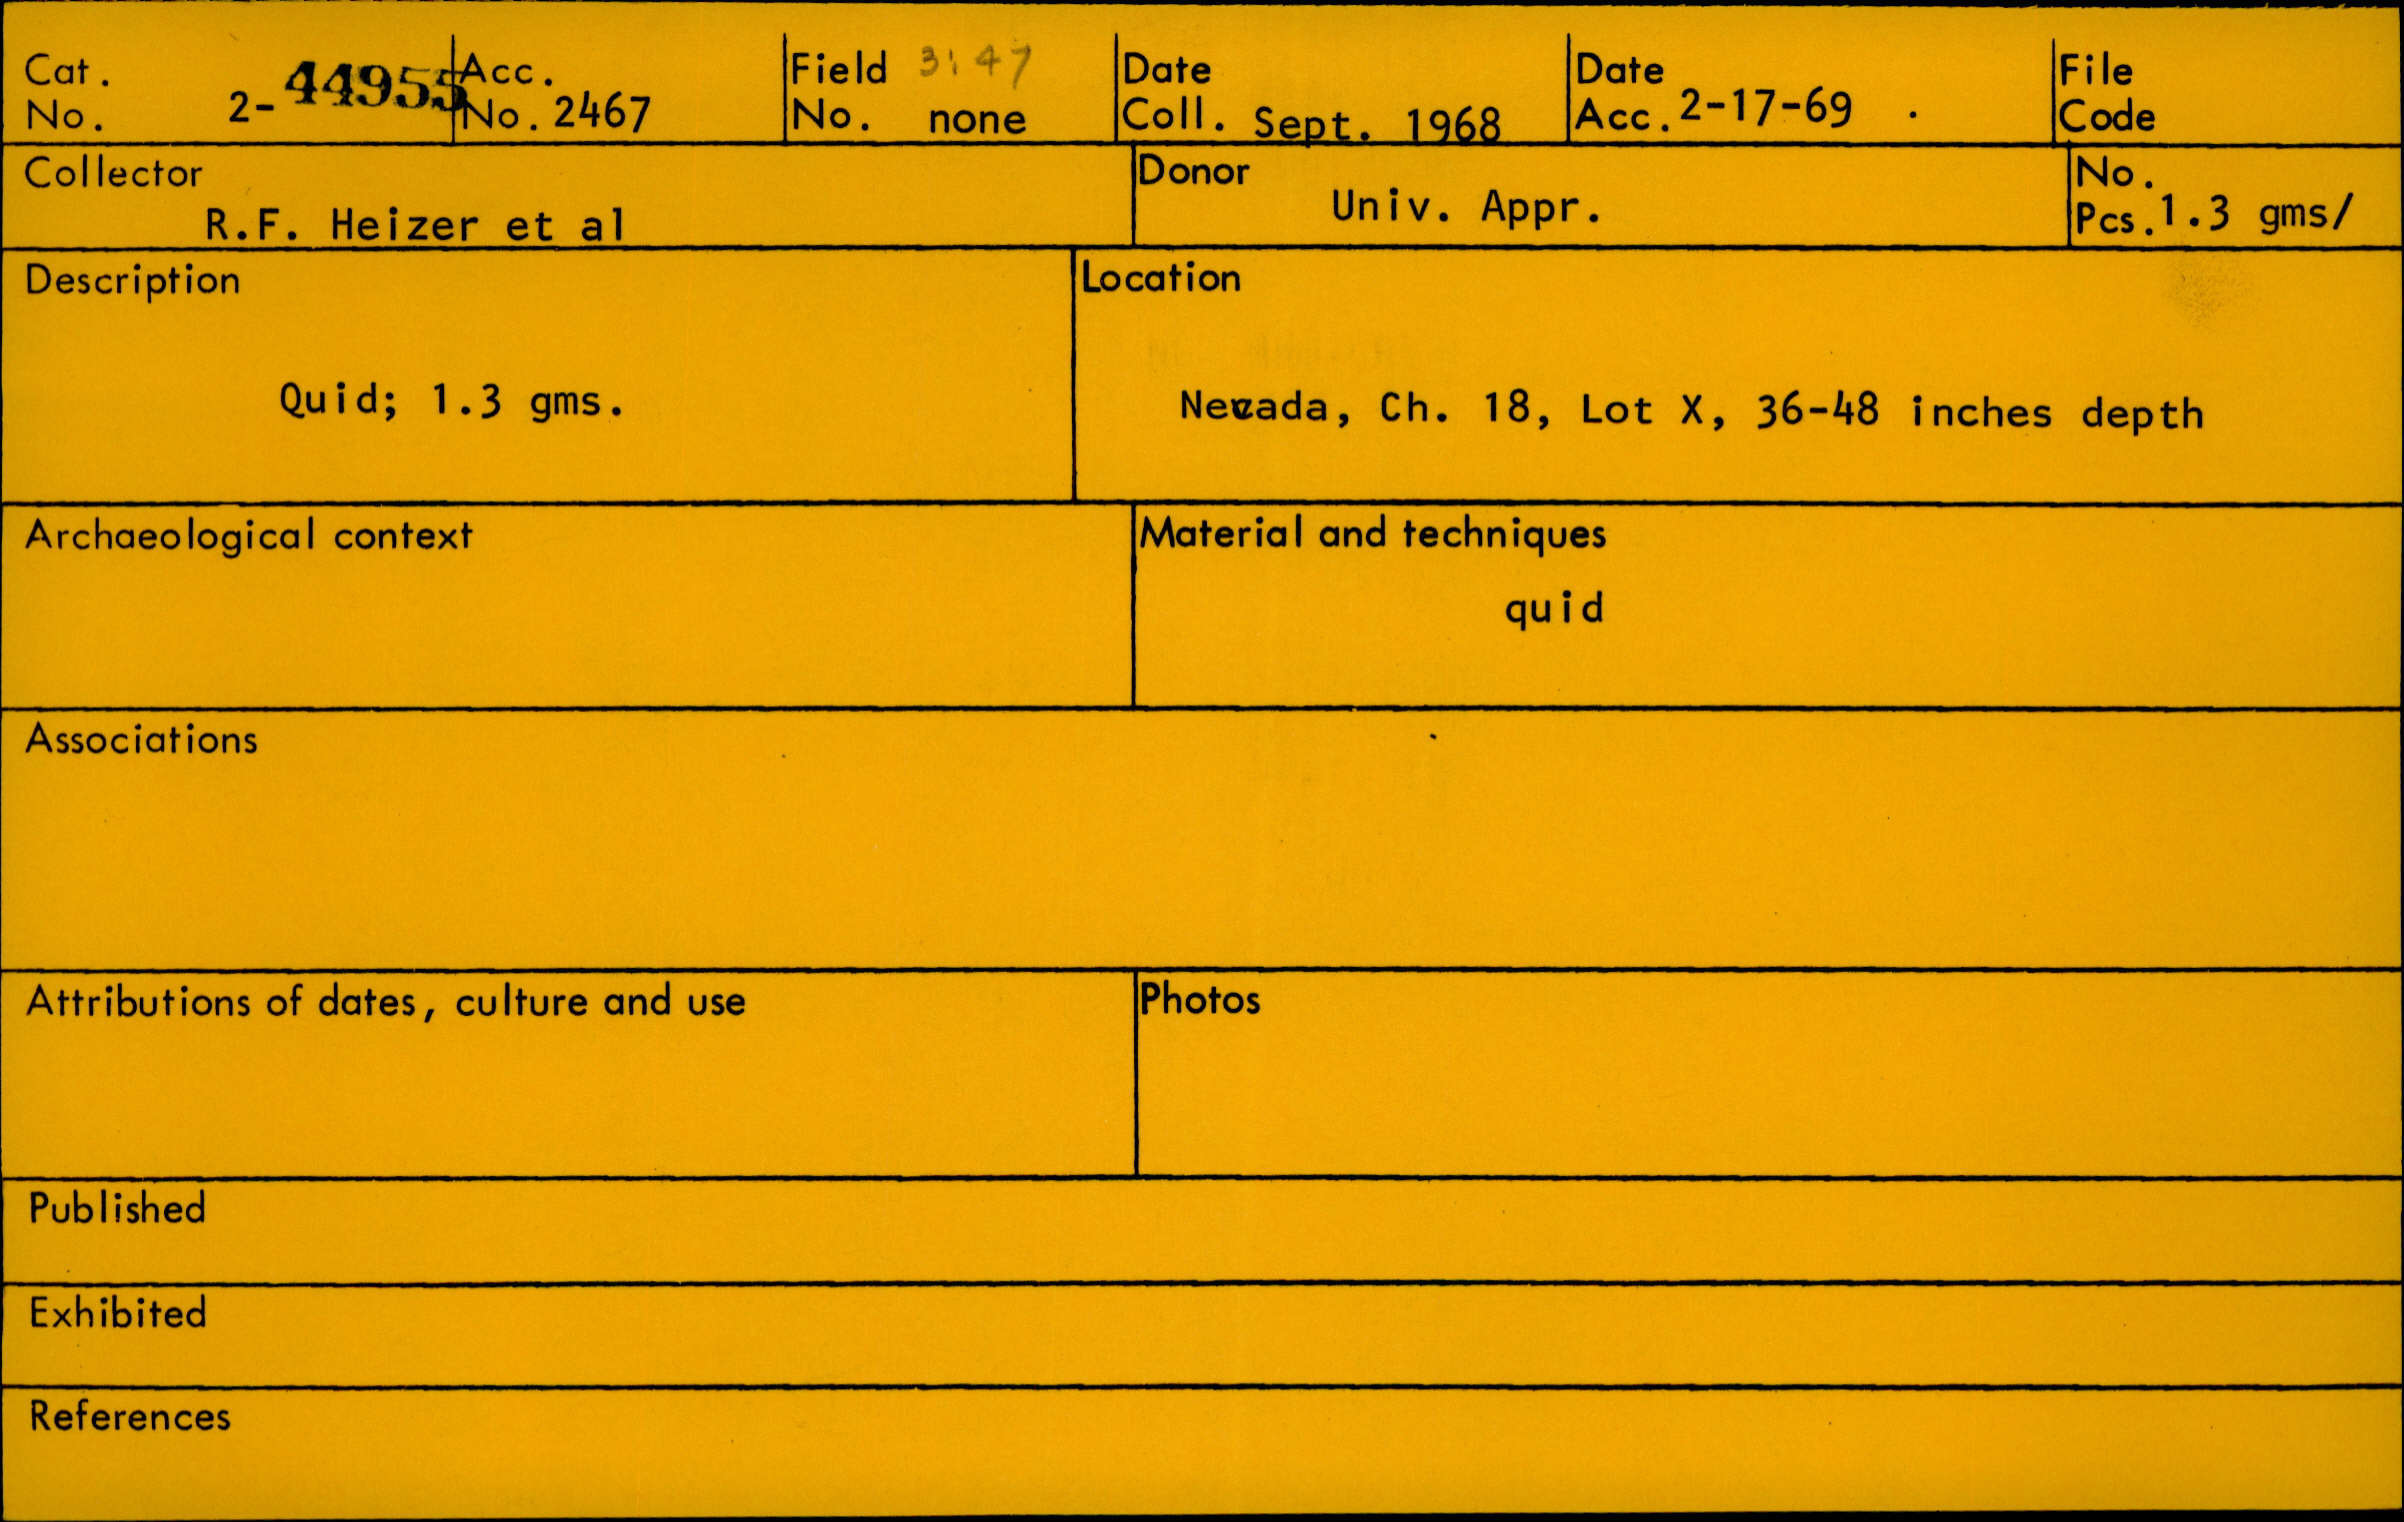 Cat. No. 2-44955 Acc. No. 2467 Field No. 3:47 none Date Coll. Sept. 1968 Date Acc. 2-17-69 . File Code
Collector R.F. Heizer et al Donor Univ. Appr. No. Pcs. 1.3 gms/
Description Location
Quid; 1.3 gms. Nevada, Ch. 18, Lot X, 36-48 inches depth
Archaeological context Material and techniques
quid
Associations
Attributions of dates, culture and use Photos
Published
Exhibited
References